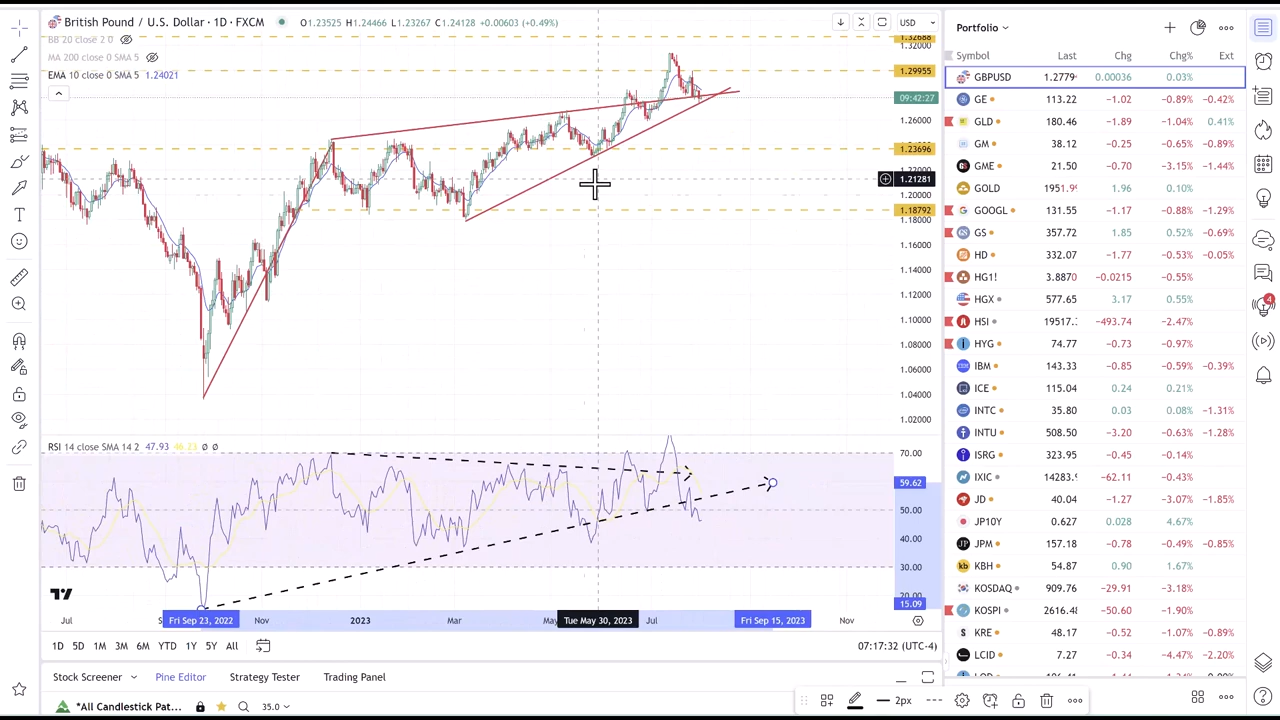 British Pound / U.S. Dollar · 1D · FXCM O1.23525 H1.24466 L1.23267 C1.24128 +0.00603 (+0.49%) USD
BB 20 close 2 0
MA 200 close 0 SMA 5
EMA 10 close 0 SMA 5 1.24021
1.32688
1.32000
1.29955
09:42:27
1.26000
1.23696
1.21281
1.20000
1.18792
1.18000
1.16000
1.14000
1.12000
1.10000
1.08000
1.06000
1.04000
1.02000
RSI 14 close SMA 14 2 47.93 46.23 Ø Ø
70.00
59.62
50.00
40.00
30.00
15.09
Jul Fri Sep 23, 2022 Nov 2023 Mar May Tue May 30, 2023 Jul Fri Sep 15, 2023 Nov
1D 5D 1M 3M 6M YTD 1Y 5Y All 07:17:32 (UTC-4)
Stock Screener Pine Editor Strategy Tester Trading Panel
*All Candlestick Pat... 35.0
2px
Portfolio
Symbol Last Chg Chg% Ext
GBPUSD 1.2779 0.00036 0.03%
GE 113.22 −1.02 −0.89% −0.42%
GLD 180.46 −1.89 −1.04% 0.41%
GM 38.12 −0.25 −0.65% −0.89%
GME 21.50 −0.70 −3.15% −1.44%
GOLD 1951.9 1.96 0.10%
GOOGL 131.55 −1.17 −0.88% −1.29%
GS 357.72 1.85 0.52% −0.69%
HD 332.07 −1.77 −0.53% −0.05%
HG1! 3.8870 −0.0215 −0.55%
HGX 577.65 3.17 0.55%
HSI 19517. −493.74 −2.47%
HYG 74.77 −0.73 −0.97%
IBM 143.33 −0.85 −0.59% −0.39%
ICE 115.04 0.24 0.21%
INTC 35.80 0.03 0.08% −1.31%
INTU 508.50 −3.20 −0.63% −1.28%
ISRG 323.95 −0.45 −0.14%
IXIC 14283. −62.11 −0.43%
JD 40.04 −1.27 −3.07% −1.85%
JP10Y 0.627 0.028 4.67%
JPM 157.18 −0.78 −0.49% −0.85%
KBH 54.87 0.90 1.67%
KOSDAQ 909.76 −29.91 −3.18%
KOSPI 2616.4 −50.60 −1.90%
KRE 48.17 −0.52 −1.07% −0.89%
LCID 7.27 −0.34 −4.47% −2.20%
4